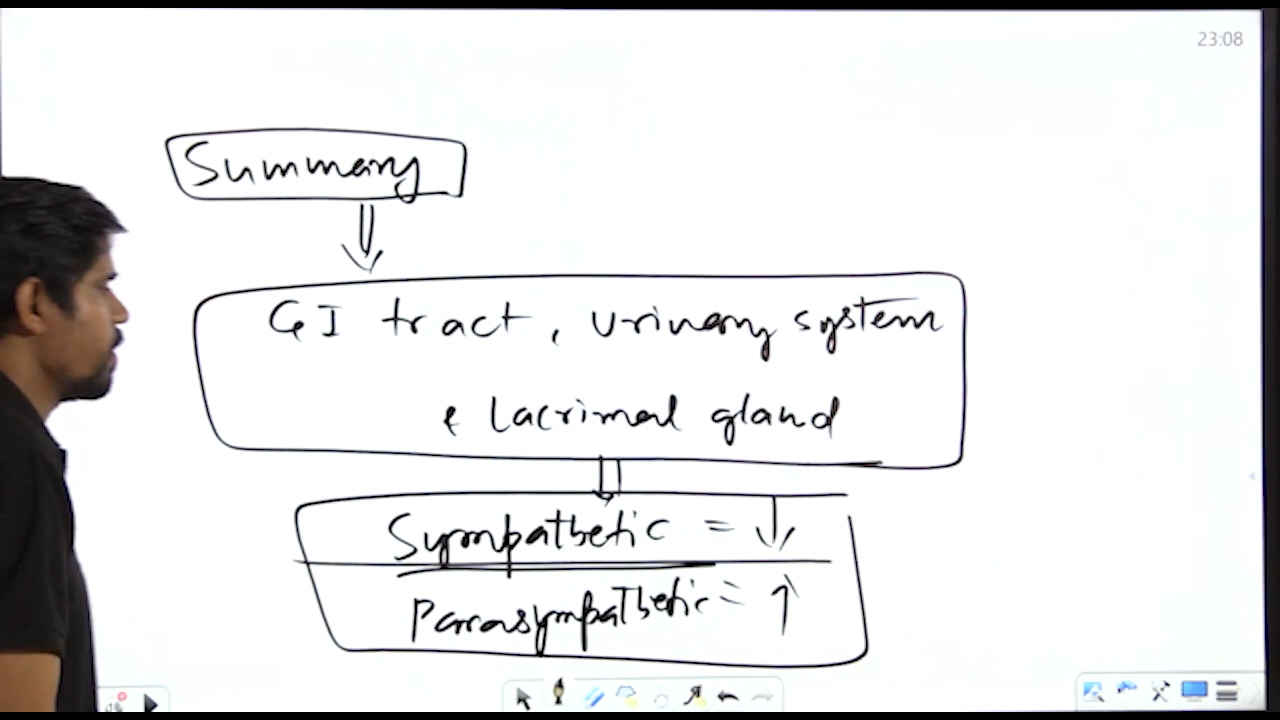 23:08
Summary
GI tract, urinary system
& lacrimal gland
Sympathetic = ↓
Parasympathetic = ↑